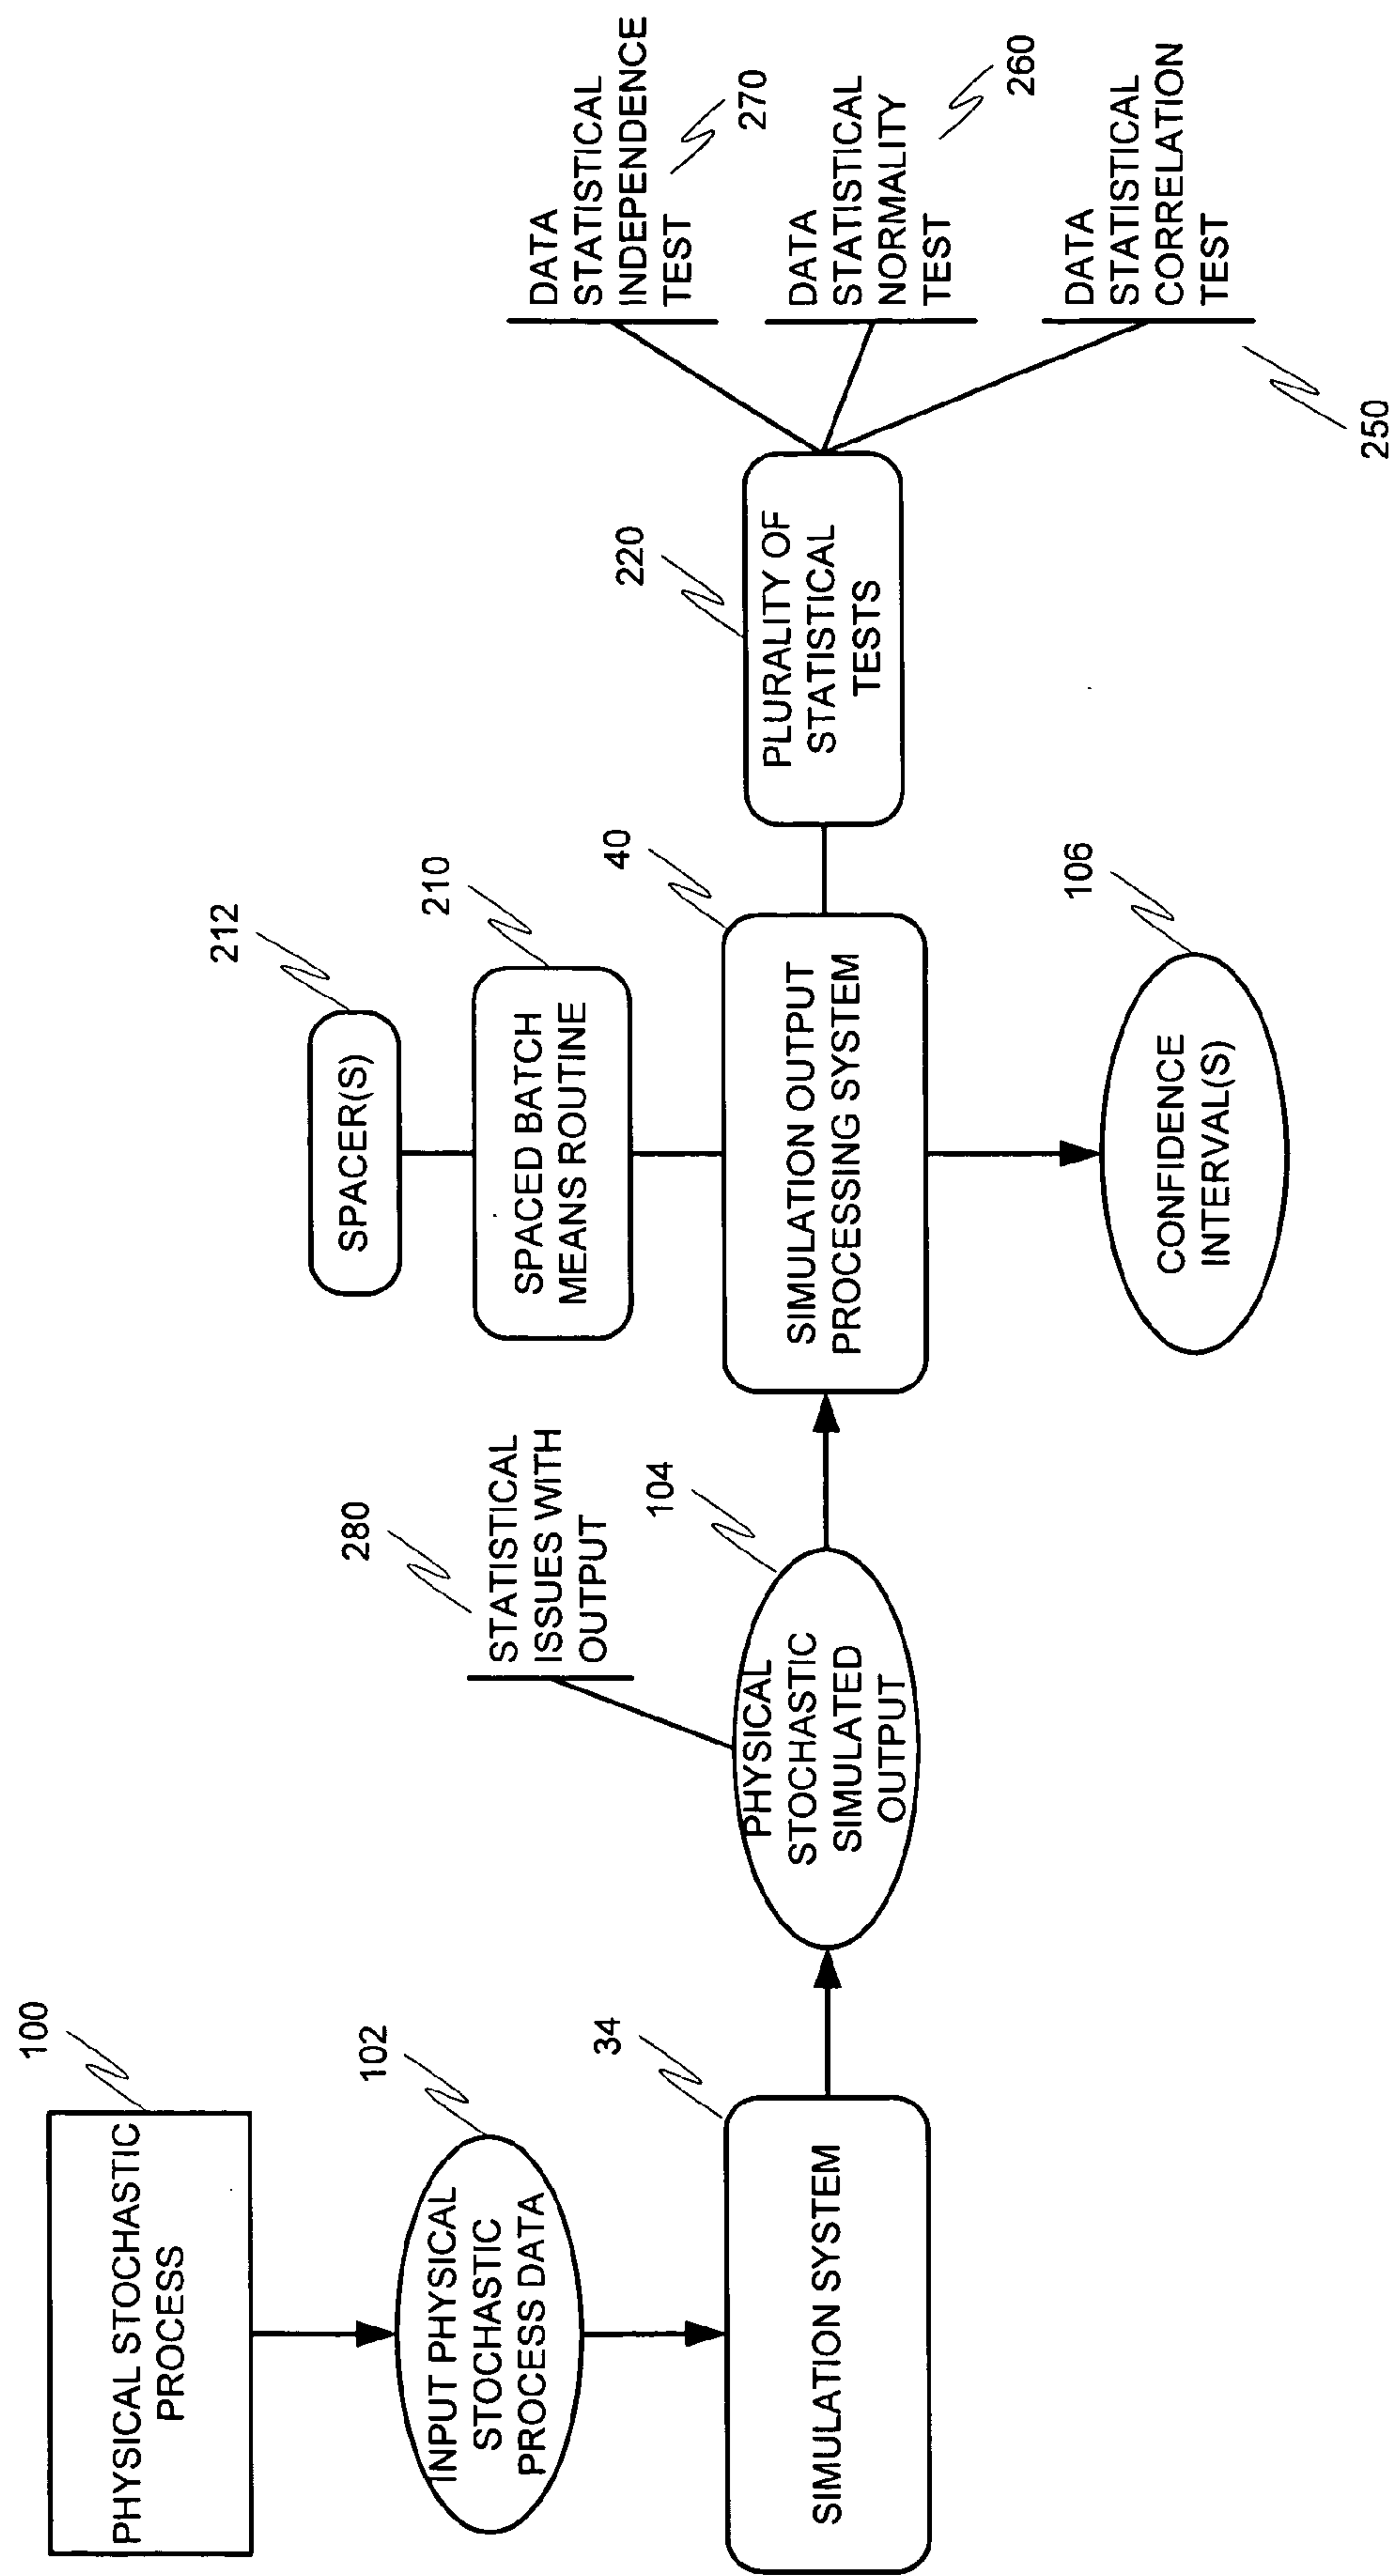 100
PHYSICAL STOCHASTIC
PROCESS
102
INPUT PHYSICAL
STOCHASTIC
PROCESS DATA
34
SIMULATION SYSTEM
280
STATISTICAL
ISSUES WITH
OUTPUT
104
PHYSICAL
STOCHASTIC
SIMULATED
OUTPUT
212
SPACER(S)
210
SPACED BATCH
MEANS ROUTINE
40
SIMULATION OUTPUT
PROCESSING SYSTEM
106
CONFIDENCE
INTERVAL(S)
220
PLURALITY OF
STATISTICAL
TESTS
DATA
STATISTICAL
INDEPENDENCE
TEST
270
DATA
STATISTICAL
NORMALITY
TEST
260
DATA
STATISTICAL
CORRELATION
TEST
250